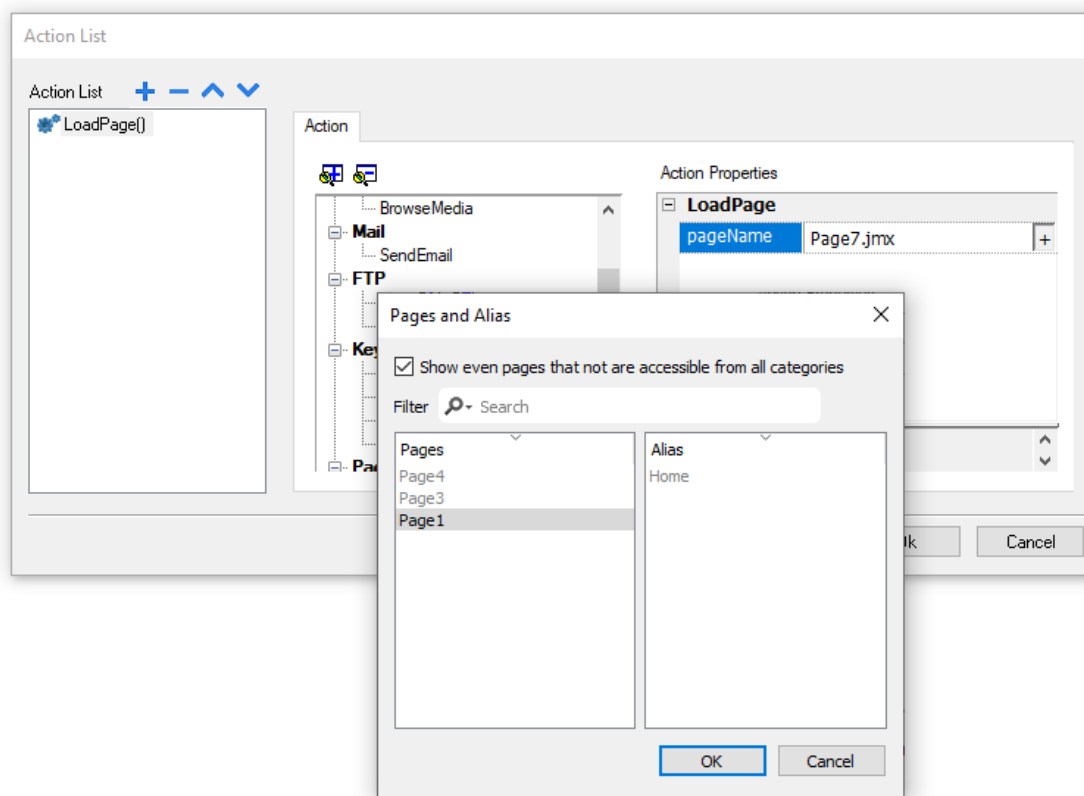 Action List
Action List
LoadPage()
Action
BrowseMedia
Mail
SendEmail
FTP
Action Properties
LoadPage
pageName Page7.jmx +
Pages and Alias
Show even pages that not are accessible from all categories
Filter Search
Pages
Page4
Page3
Page1
Alias
Home
OK Cancel
Cancel